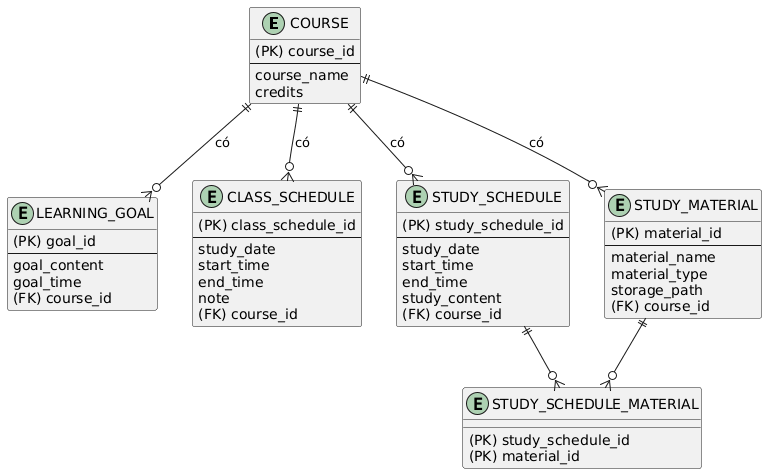 E COURSE
(PK) course_id
course_name
credits
có
có
có
có
E LEARNING_GOAL
(PK) goal_id
goal_content
goal_time
(FK) course_id
E CLASS_SCHEDULE
(PK) class_schedule_id
study_date
start_time
end_time
note
(FK) course_id
E STUDY_SCHEDULE
(PK) study_schedule_id
study_date
start_time
end_time
study_content
(FK) course_id
E STUDY_MATERIAL
(PK) material_id
material_name
material_type
storage_path
(FK) course_id
E STUDY_SCHEDULE_MATERIAL
(PK) study_schedule_id
(PK) material_id